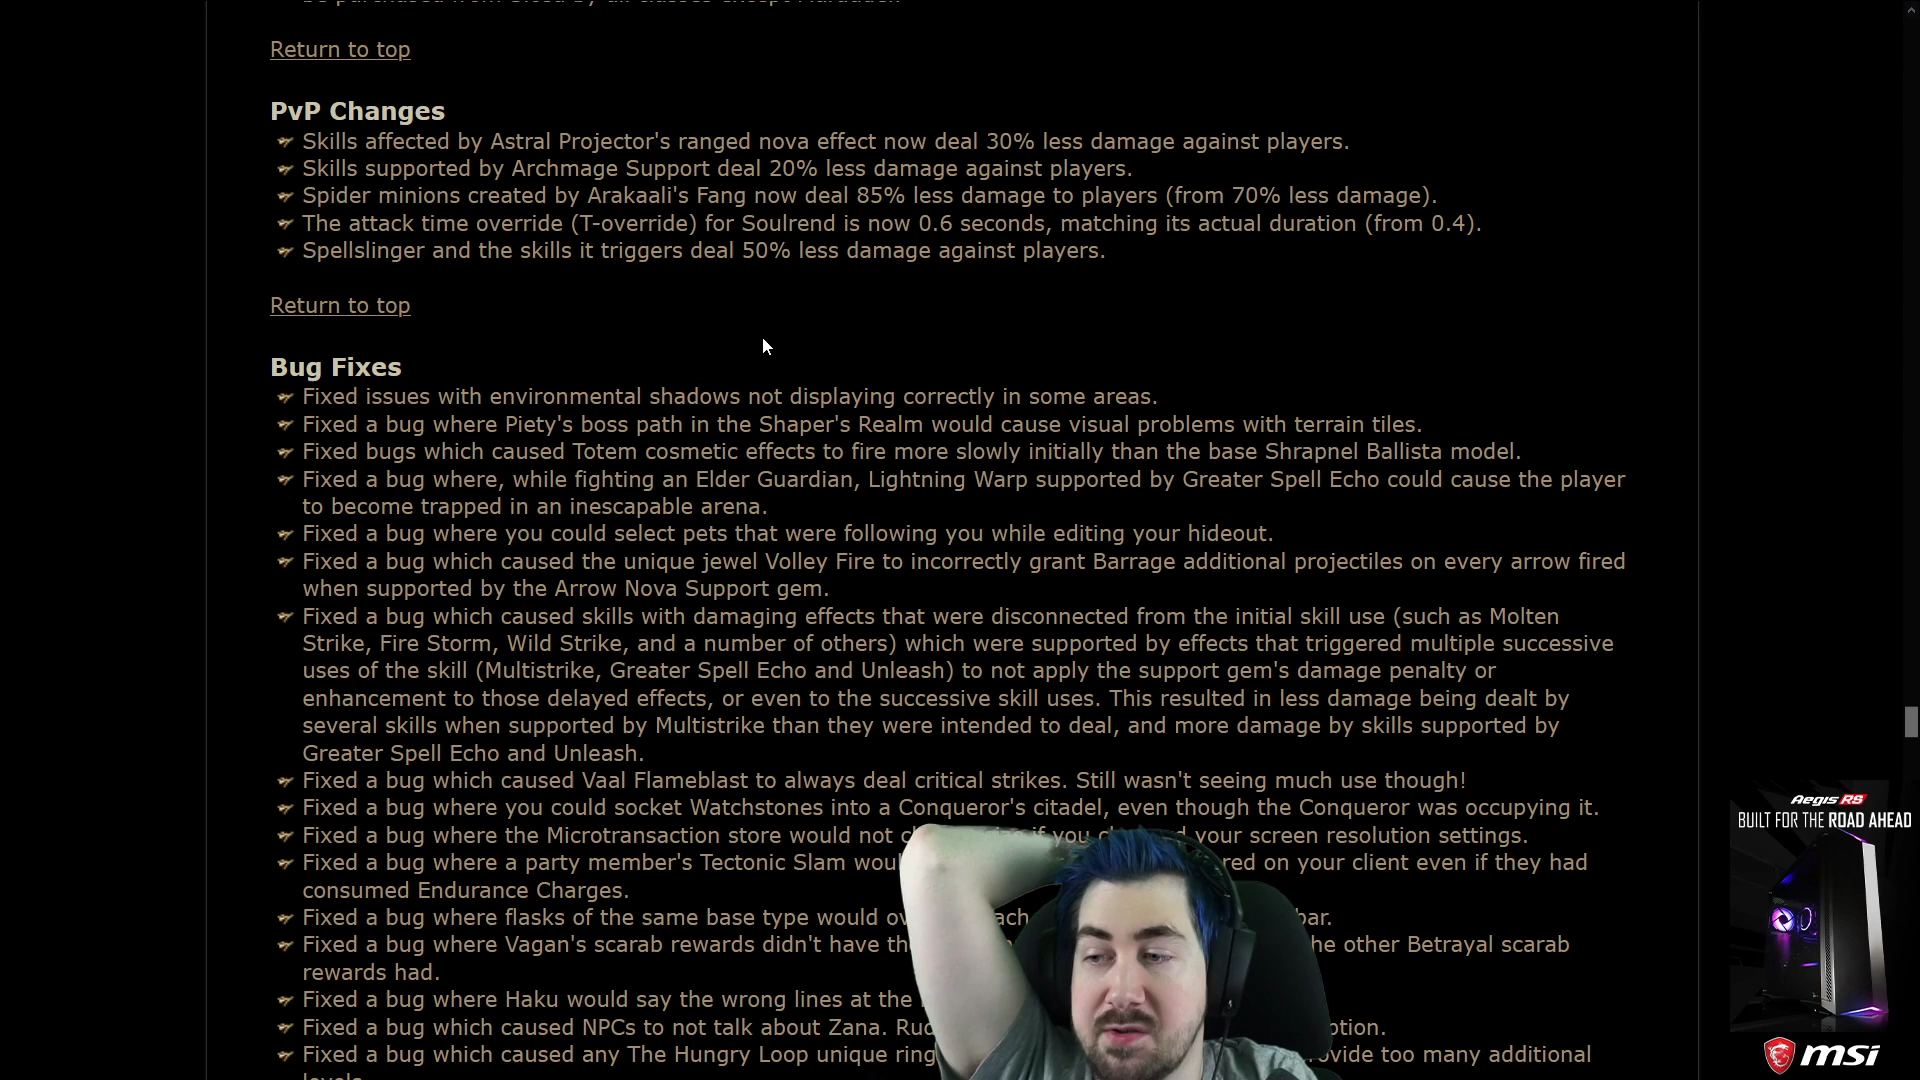 Return to top
PvP Changes
Skills affected by Astral Projector's ranged nova effect now deal 30% less damage against players.
Skills supported by Archmage Support deal 20% less damage against players.
Spider minions created by Arakaali's Fang now deal 85% less damage to players (from 70% less damage).
The attack time override (T-override) for Soulrend is now 0.6 seconds, matching its actual duration (from 0.4).
Spellslinger and the skills it triggers deal 50% less damage against players.
Return to top
Bug Fixes
Fixed issues with environmental shadows not displaying correctly in some areas.
Fixed a bug where Piety's boss path in the Shaper's Realm would cause visual problems with terrain tiles.
Fixed bugs which caused Totem cosmetic effects to fire more slowly initially than the base Shrapnel Ballista model.
Fixed a bug where, while fighting an Elder Guardian, Lightning Warp supported by Greater Spell Echo could cause the player
to become trapped in an inescapable arena.
Fixed a bug where you could select pets that were following you while editing your hideout.
Fixed a bug which caused the unique jewel Volley Fire to incorrectly grant Barrage additional projectiles on every arrow fired
when supported by the Arrow Nova Support gem.
Fixed a bug which caused skills with damaging effects that were disconnected from the initial skill use (such as Molten
Strike, Fire Storm, Wild Strike, and a number of others) which were supported by effects that triggered multiple successive
uses of the skill (Multistrike, Greater Spell Echo and Unleash) to not apply the support gem's damage penalty or
enhancement to those delayed effects, or even to the successive skill uses. This resulted in less damage being dealt by
several skills when supported by Multistrike than they were intended to deal, and more damage by skills supported by
Greater Spell Echo and Unleash.
Fixed a bug which caused Vaal Flameblast to always deal critical strikes. Still wasn't seeing much use though!
Fixed a bug where you could socket Watchstones into a Conqueror's citadel, even though the Conqueror was occupying it.
Fixed a bug where the Microtransaction store would not if you your screen resolution settings.
Fixed a bug where a party member's Tectonic Slam on your client even if they had
consumed Endurance Charges.
Fixed a bug where flasks of the same base type would bar.
Fixed a bug where Vagan's scarab rewards didn't have other Betrayal scarab
rewards had.
Fixed a bug where Haku would say the wrong lines at the
Fixed a bug which caused NPCs to not talk about Zana.
Fixed a bug which caused any The Hungry Loop unique ring too many additional
Aegis RS
BUILT FOR THE ROAD AHEAD
msi